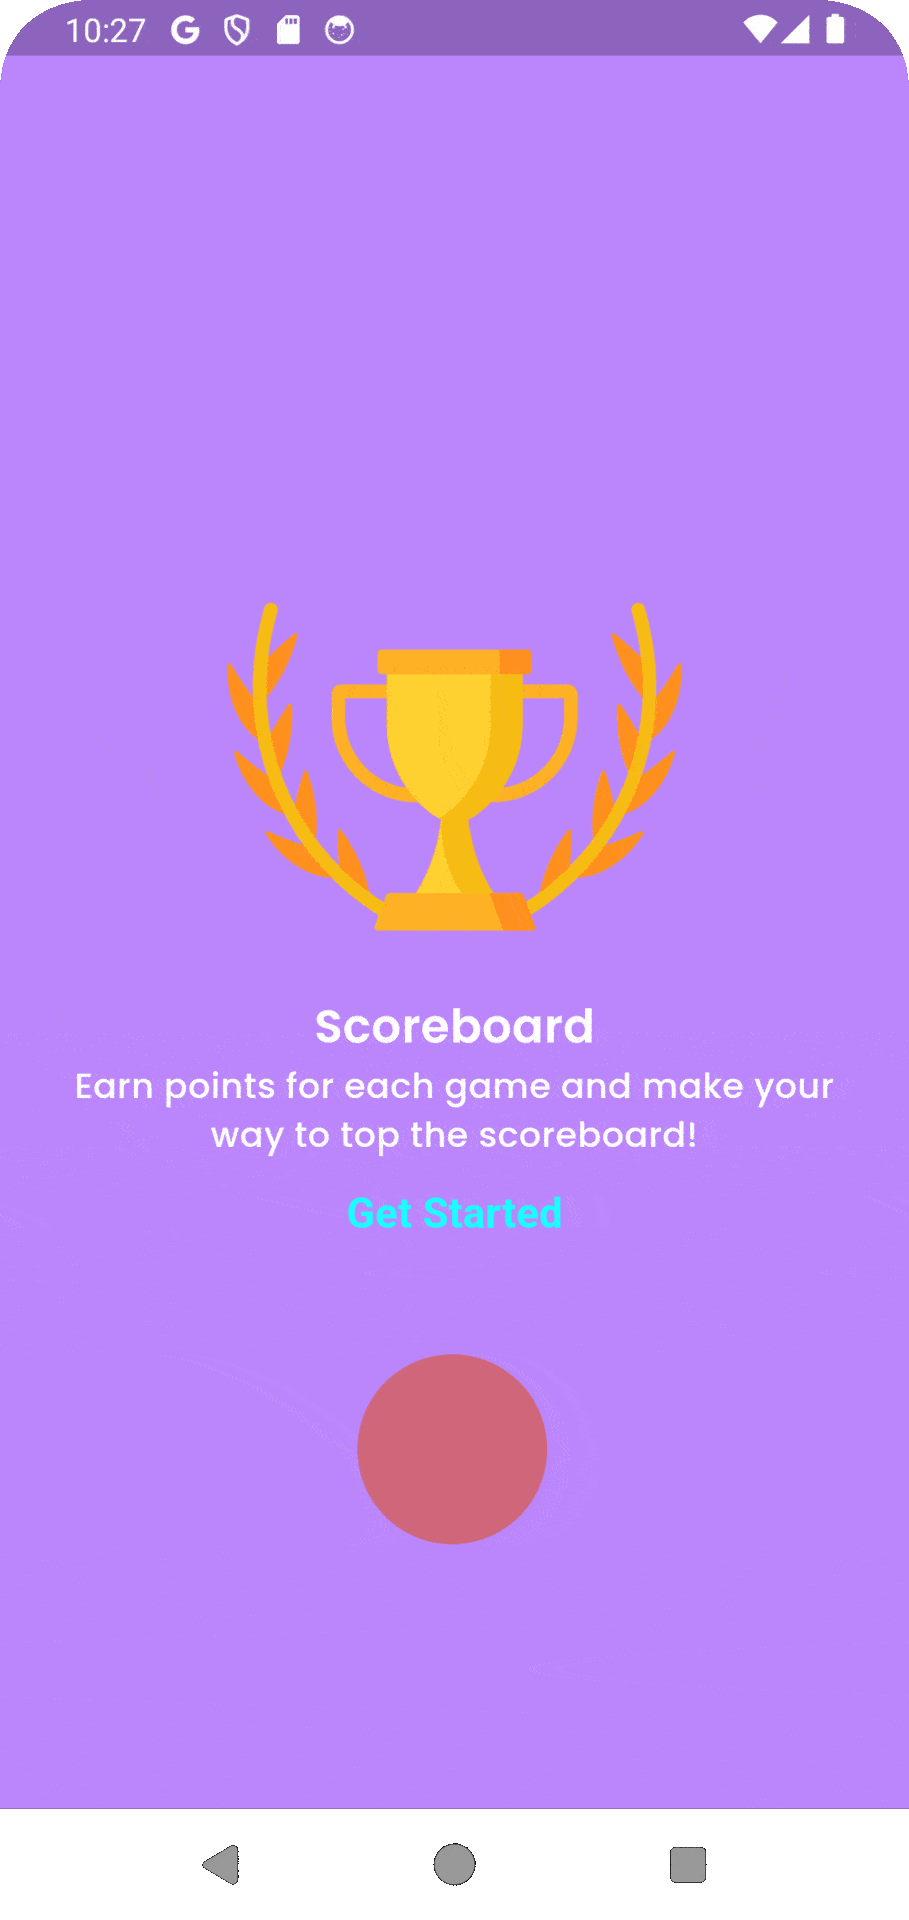 10:27
Scoreboard
Earn points for each game and make your
way to top the scoreboard!
Get Started